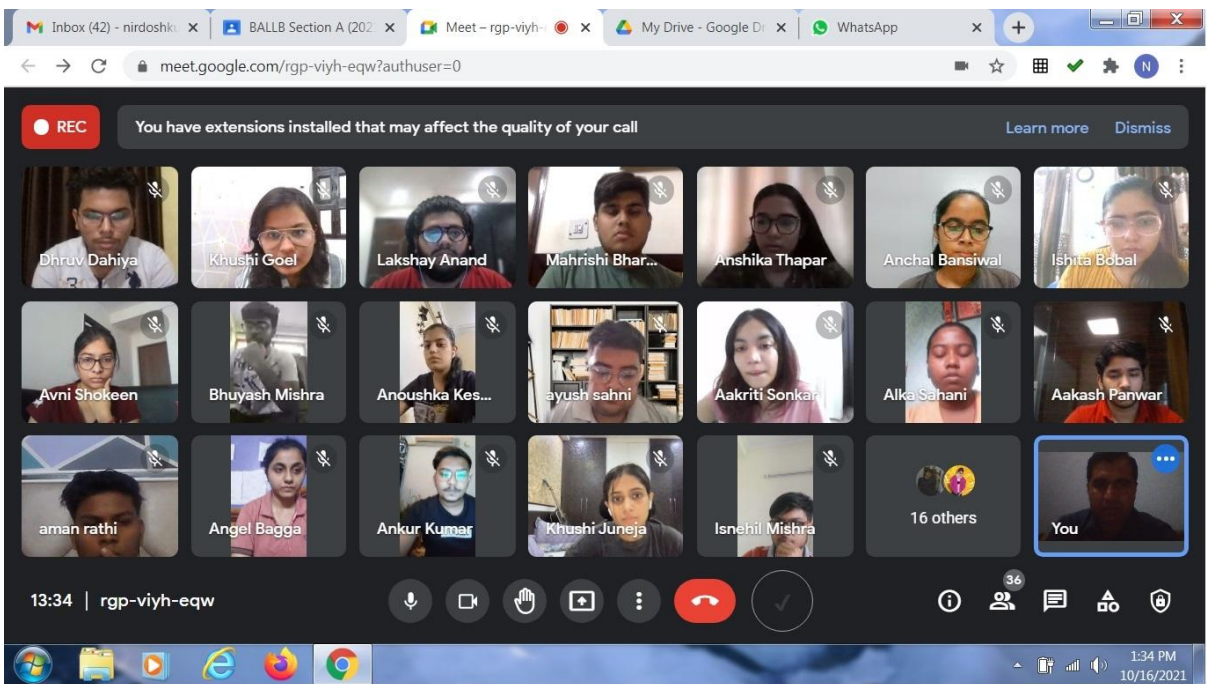 Inbox (42) - nirdoshk
BALLB Section A (202
Meet – rgp-viyh-
My Drive - Google Dr
WhatsApp
meet.google.com/rgp-viyh-eqw?authuser=0
N
REC
You have extensions installed that may affect the quality of your call
Learn more
Dismiss
Dhruv Dahiya
Khushi Goel
Lakshay Anand
Mahrishi Bhar...
Anshika Thapar
Anchal Bansiwal
Ishita Bobal
Avni Shokeen
Bhuyash Mishra
Anoushka Kes...
ayush sahni
Aakriti Sonkar
Alka Sahani
Aakash Panwar
aman rathi
Angel Bagga
Ankur Kumar
Khushi Juneja
Isnehil Mishra
16 others
You
13:34 | rgp-viyh-eqw
36
1:34 PM
10/16/2021